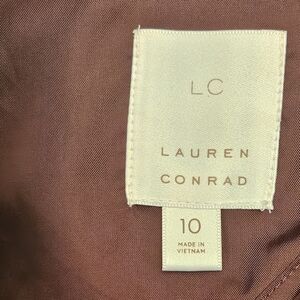 LC
LAUREN
CONRAD
10
MADE IN
VIETNAM